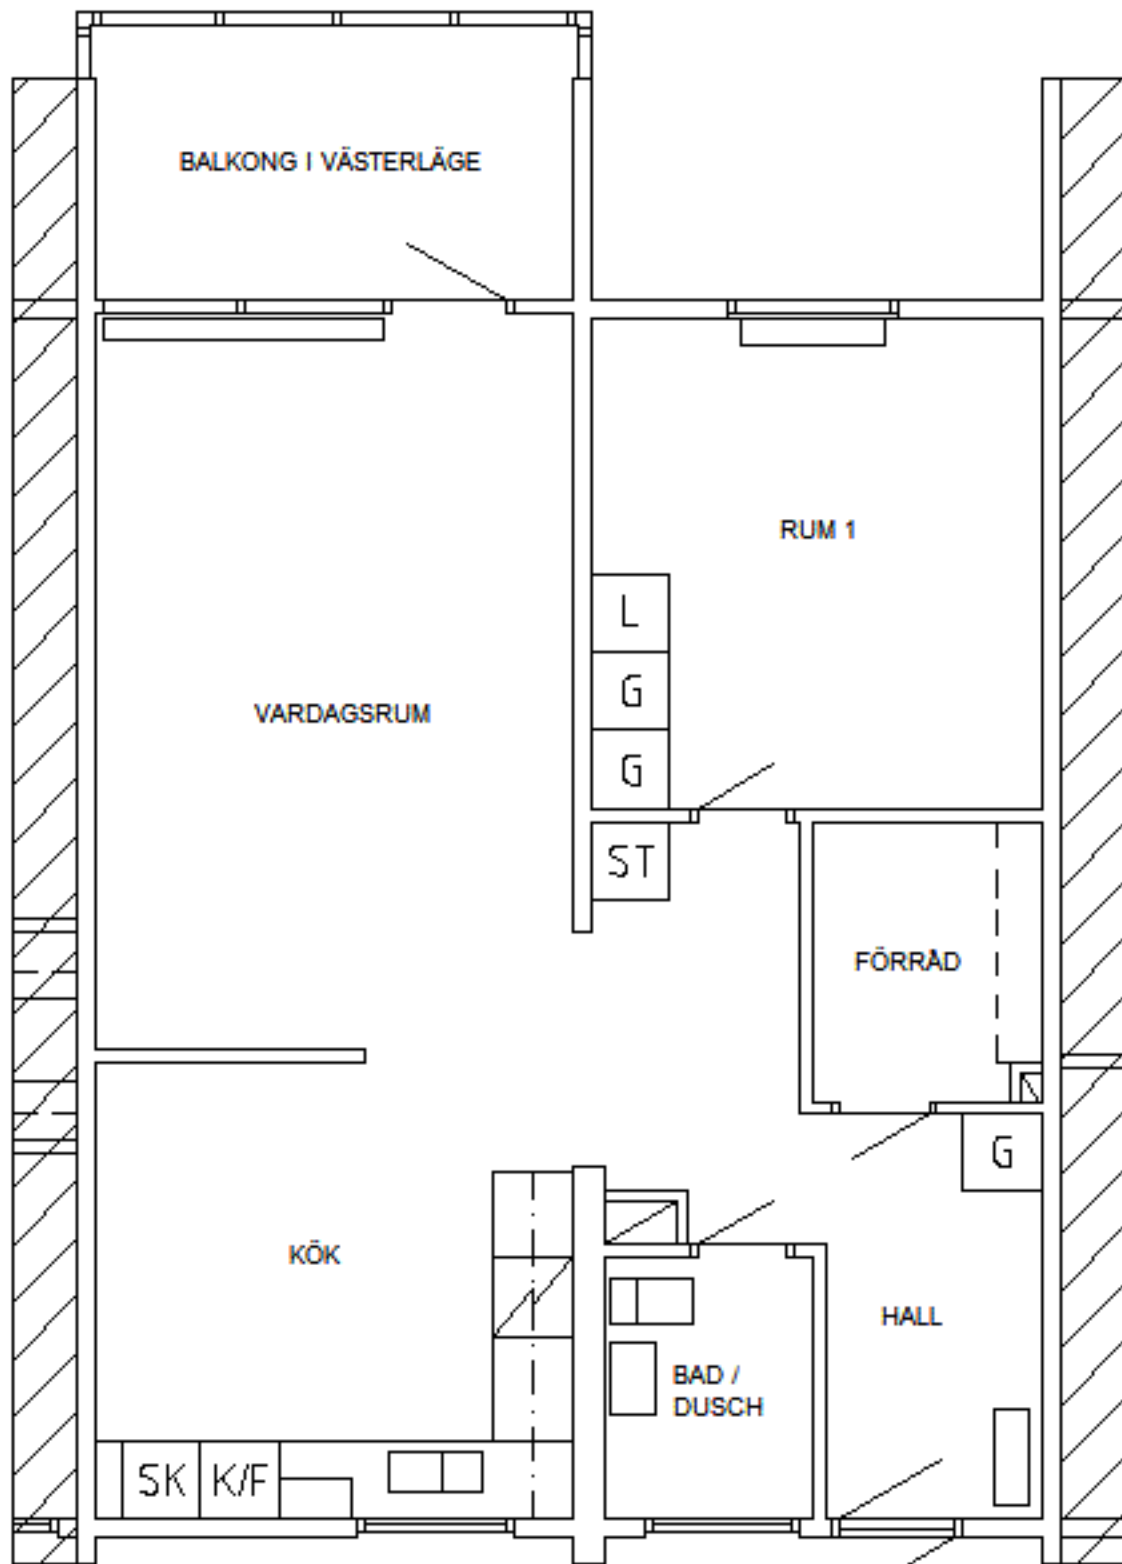 BALKONG I VÄSTERLÄGE
RUM 1
L
G
VARDAGSRUM
G
ST
FÖRRÅD
G
KÖK
HALL
BAD /
DUSCH
SK
K/F